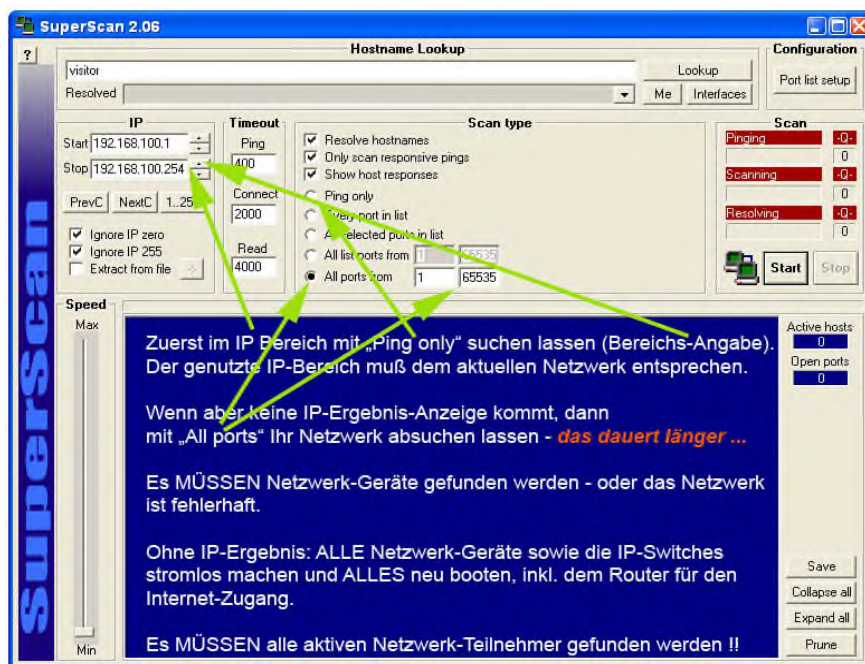 SuperScan 2.06
?
Hostname Lookup
visitor
Lookup
Resolved
Me
Interfaces
Configuration
Port list setup
IP
Start 192.168.100.1
Stop 192.168.100.254
PrevC
NextC
Ignore IP zero
Ignore IP 255
Extract from file
->
Timeout
Ping
400
Connect
2000
Read
4000
Scan type
Resolve hostnames
Only scan responsive pings
Show host responses
Ping only
Every port in list
All selected ports in list
All list ports from 1 65535
All ports from 1 65535
Scan
Pinging -Q-
0
Scanning -Q-
0
Resolving -Q-
0
Start
Stop
SuperScan
Speed
Max
Min
Zuerst im IP Bereich mit „Ping only“ suchen lassen (Bereichs-Angabe).
Der genutzte IP-Bereich muß dem aktuellen Netzwerk entsprechen.
Wenn aber keine IP-Ergebnis-Anzeige kommt, dann
mit „All ports“ Ihr Netzwerk absuchen lassen - das dauert länger ...
Es MÜSSEN Netzwerk-Geräte gefunden werden - oder das Netzwerk
ist fehlerhaft.
Ohne IP-Ergebnis: ALLE Netzwerk-Geräte sowie die IP-Switches
stromlos machen und ALLES neu booten, inkl. dem Router für den
Internet-Zugang.
Es MÜSSEN alle aktiven Netzwerk-Teilnehmer gefunden werden !!
Active hosts
0
Open ports
0
Save
Collapse all
Expand all
Prune